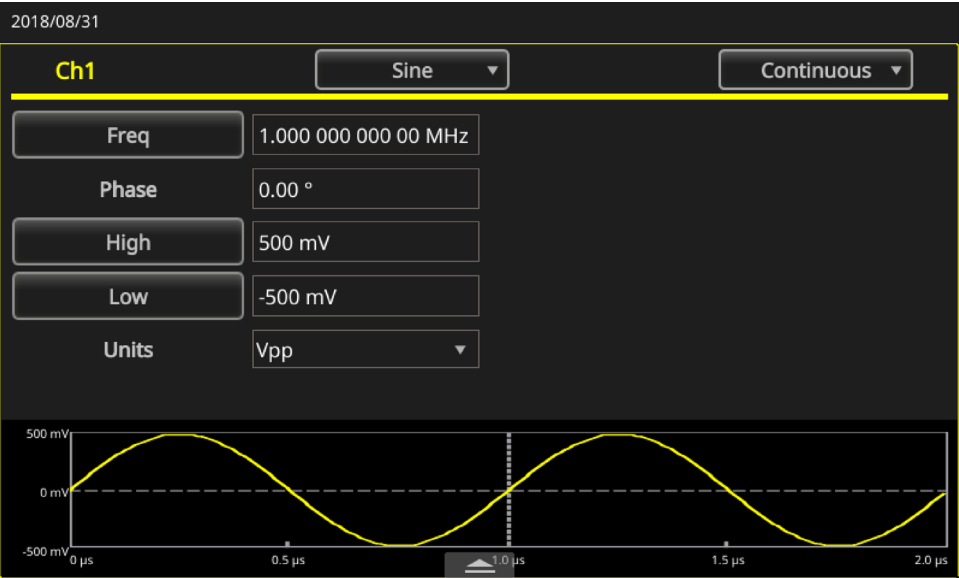 2018/08/31
Ch1 Sine Continuous
Freq 1.000 000 000 00 MHz
Phase 0.00 °
High 500 mV
Low -500 mV
Units Vpp
500 mV
0 mV
-500 mV
0 µs 0.5 µs 1.0 µs 1.5 µs 2.0 µs